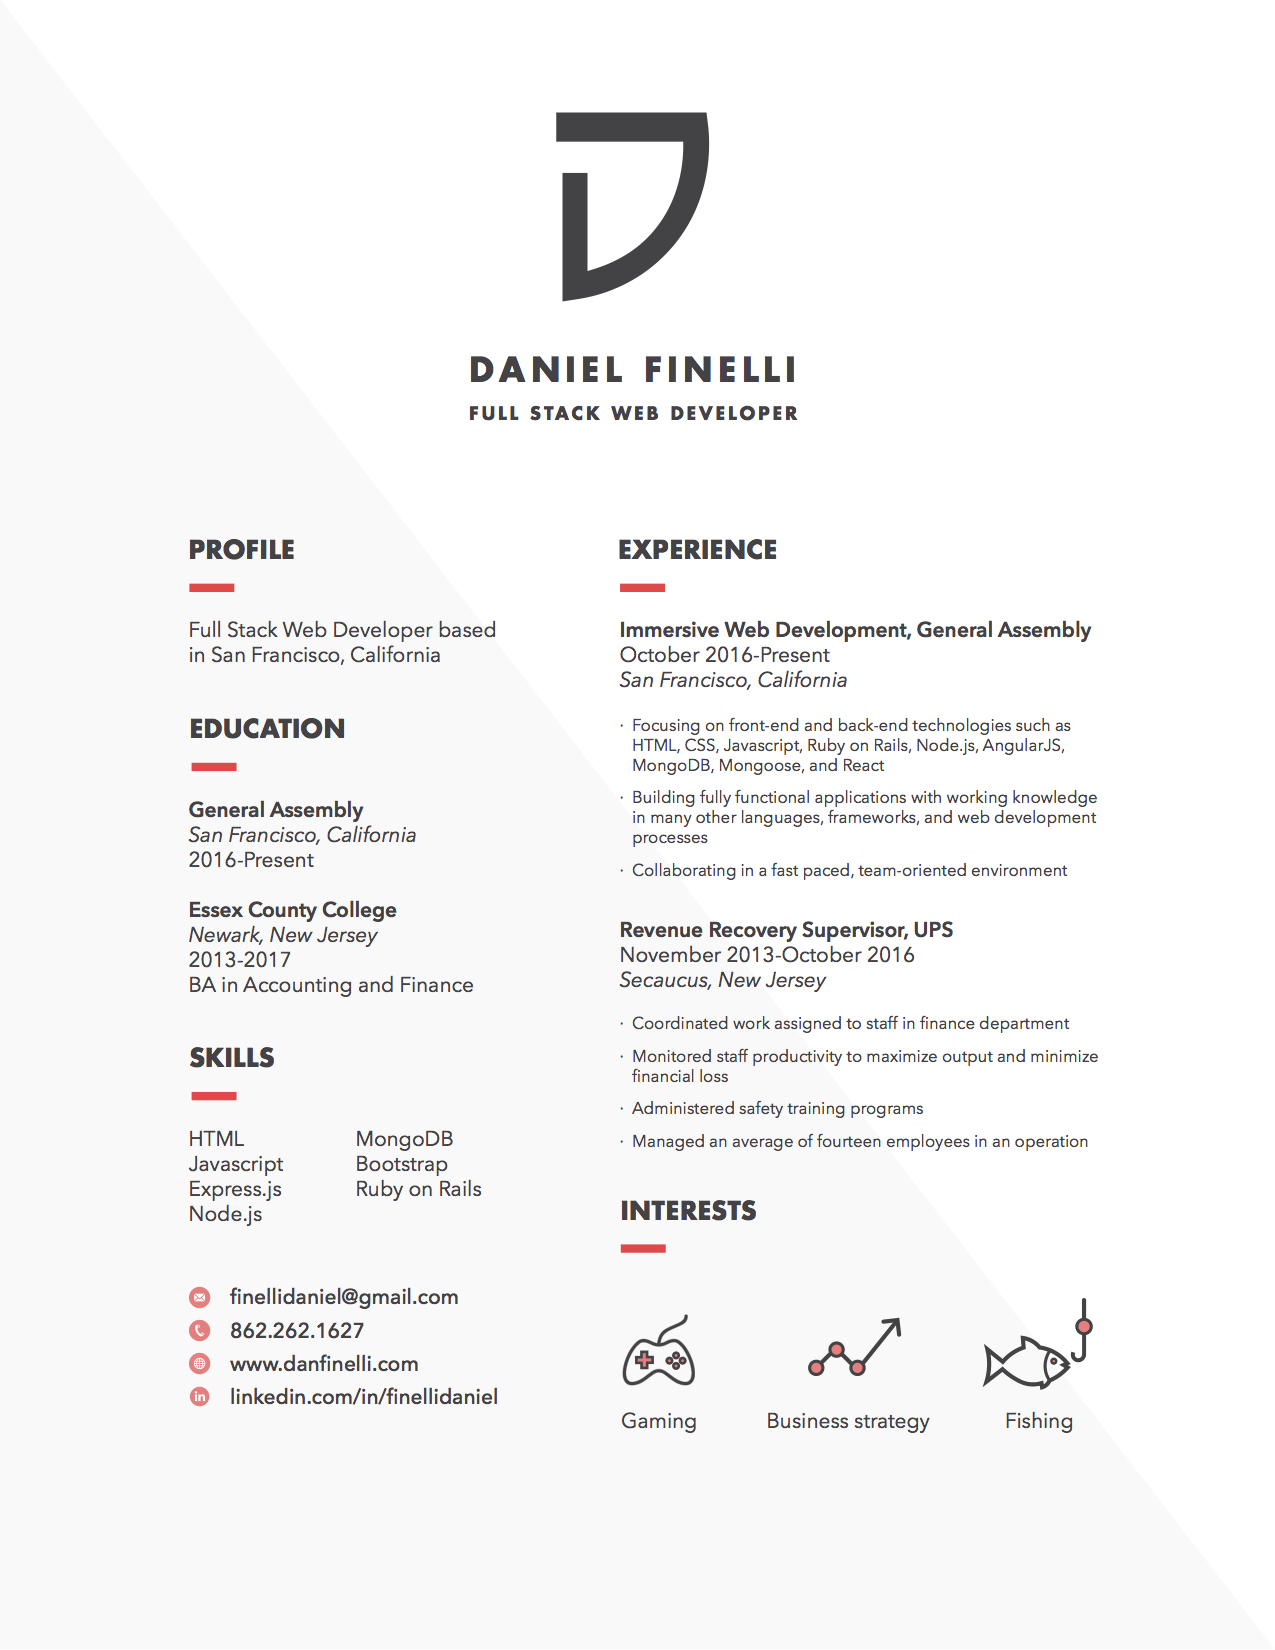 DANIEL FINELLI
FULL STACK WEB DEVELOPER
PROFILE
Full Stack Web Developer based
in San Francisco, California
EDUCATION
General Assembly
San Francisco, California
2016-Present
Essex County College
Newark, New Jersey
2013-2017
BA in Accounting and Finance
SKILLS
HTML
Javascript
Express.js
Node.js
MongoDB
Bootstrap
Ruby on Rails
finellidaniel@gmail.com
862.262.1627
www.danfinelli.com
in linkedin.com/in/finellidaniel
EXPERIENCE
Immersive Web Development, General Assembly
October 2016-Present
San Francisco, California
· Focusing on front-end and back-end technologies such as
HTML, CSS, Javascript, Ruby on Rails, Node.js, AngularJS,
MongoDB, Mongoose, and React
· Building fully functional applications with working knowledge
in many other languages, frameworks, and web development
processes
· Collaborating in a fast paced, team-oriented environment
Revenue Recovery Supervisor, UPS
November 2013-October 2016
Secaucus, New Jersey
· Coordinated work assigned to staff in finance department
· Monitored staff productivity to maximize output and minimize
financial loss
· Administered safety training programs
· Managed an average of fourteen employees in an operation
INTERESTS
Gaming
Business strategy
Fishing